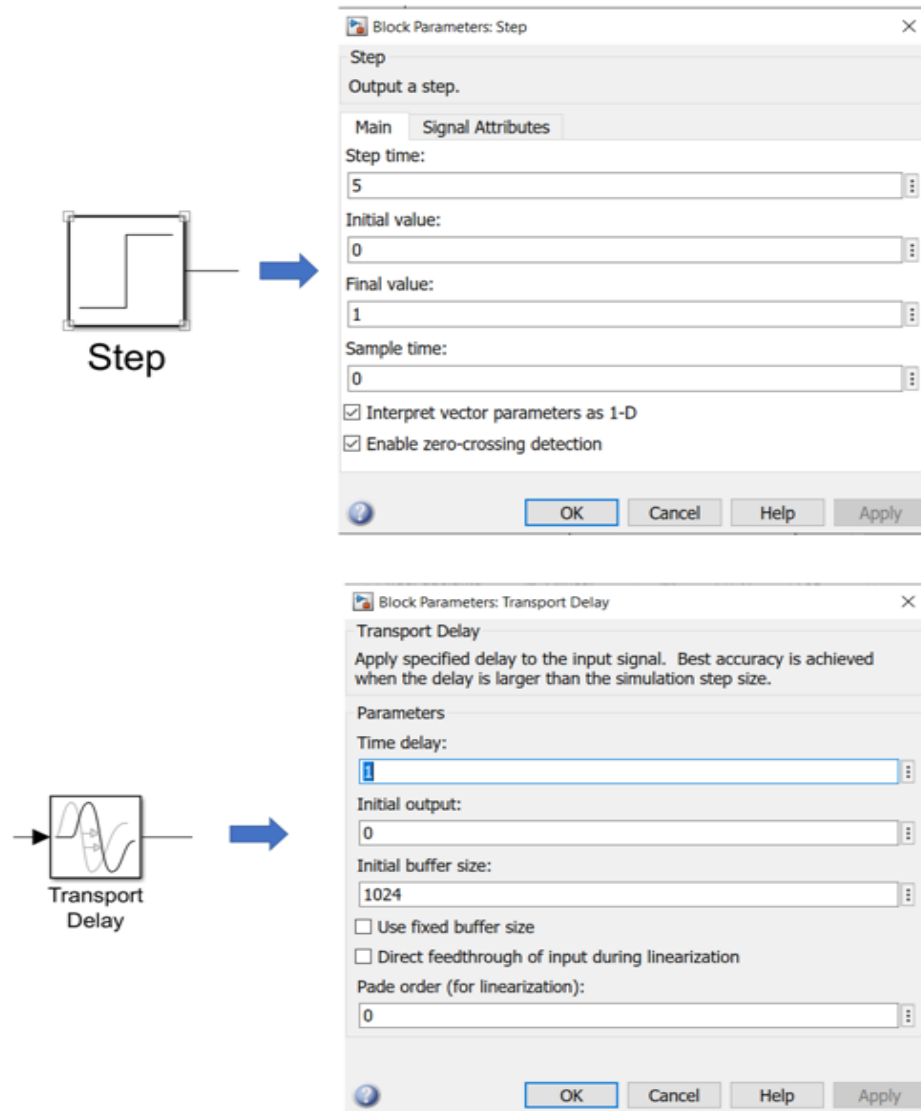 Block Parameters: Step
Step
Output a step.
Main Signal Attributes
Step time:
5
Initial value:
0
Final value:
1
Sample time:
0
Interpret vector parameters as 1-D
Enable zero-crossing detection
OK Cancel Help Apply
Step
Block Parameters: Transport Delay
Transport Delay
Apply specified delay to the input signal. Best accuracy is achieved
when the delay is larger than the simulation step size.
Parameters
Time delay:
1
Initial output:
0
Initial buffer size:
1024
Use fixed buffer size
Direct feedthrough of input during linearization
Pade order (for linearization):
0
OK Cancel Help Apply
Transport
Delay